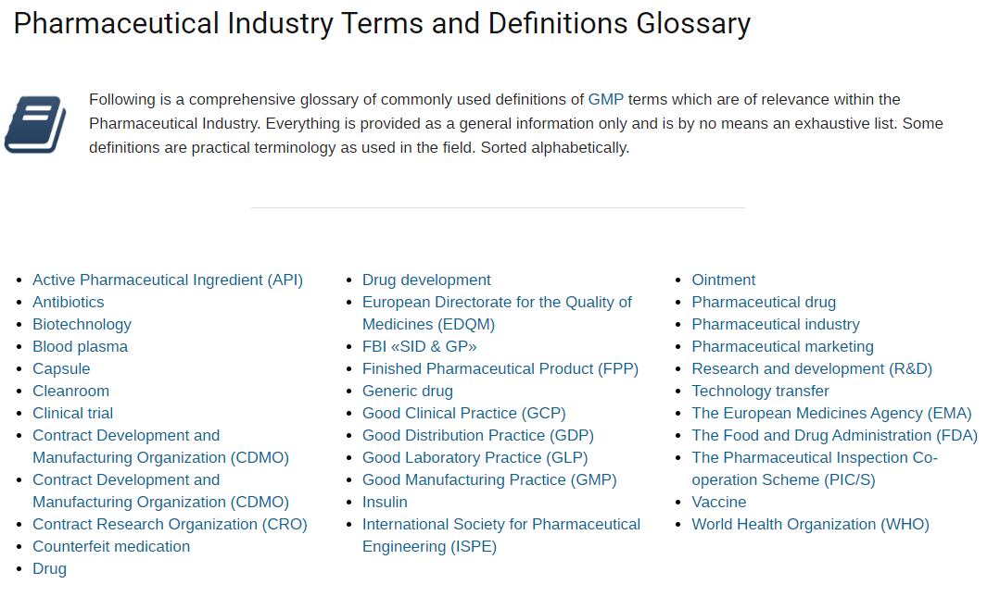 Pharmaceutical Industry Terms and Definitions Glossary
Following is a comprehensive glossary of commonly used definitions of GMP terms which are of relevance within the
Pharmaceutical Industry. Everything is provided as a general information only and is by no means an exhaustive list. Some
definitions are practical terminology as used in the field. Sorted alphabetically.
Active Pharmaceutical Ingredient (API)
Antibiotics
Biotechnology
Blood plasma
Capsule
Cleanroom
Clinical trial
Contract Development and
Manufacturing Organization (CDMO)
Contract Development and
Manufacturing Organization (CDMO)
Contract Research Organization (CRO)
Counterfeit medication
Drug
Drug development
European Directorate for the Quality of
Medicines (EDQM)
FBI «SID & GP»
Finished Pharmaceutical Product (FPP)
Generic drug
Good Clinical Practice (GCP)
Good Distribution Practice (GDP)
Good Laboratory Practice (GLP)
Good Manufacturing Practice (GMP)
Insulin
International Society for Pharmaceutical
Engineering (ISPE)
Ointment
Pharmaceutical drug
Pharmaceutical industry
Pharmaceutical marketing
Research and development (R&D)
Technology transfer
The European Medicines Agency (EMA)
The Food and Drug Administration (FDA)
The Pharmaceutical Inspection Co-
operation Scheme (PIC/S)
Vaccine
World Health Organization (WHO)